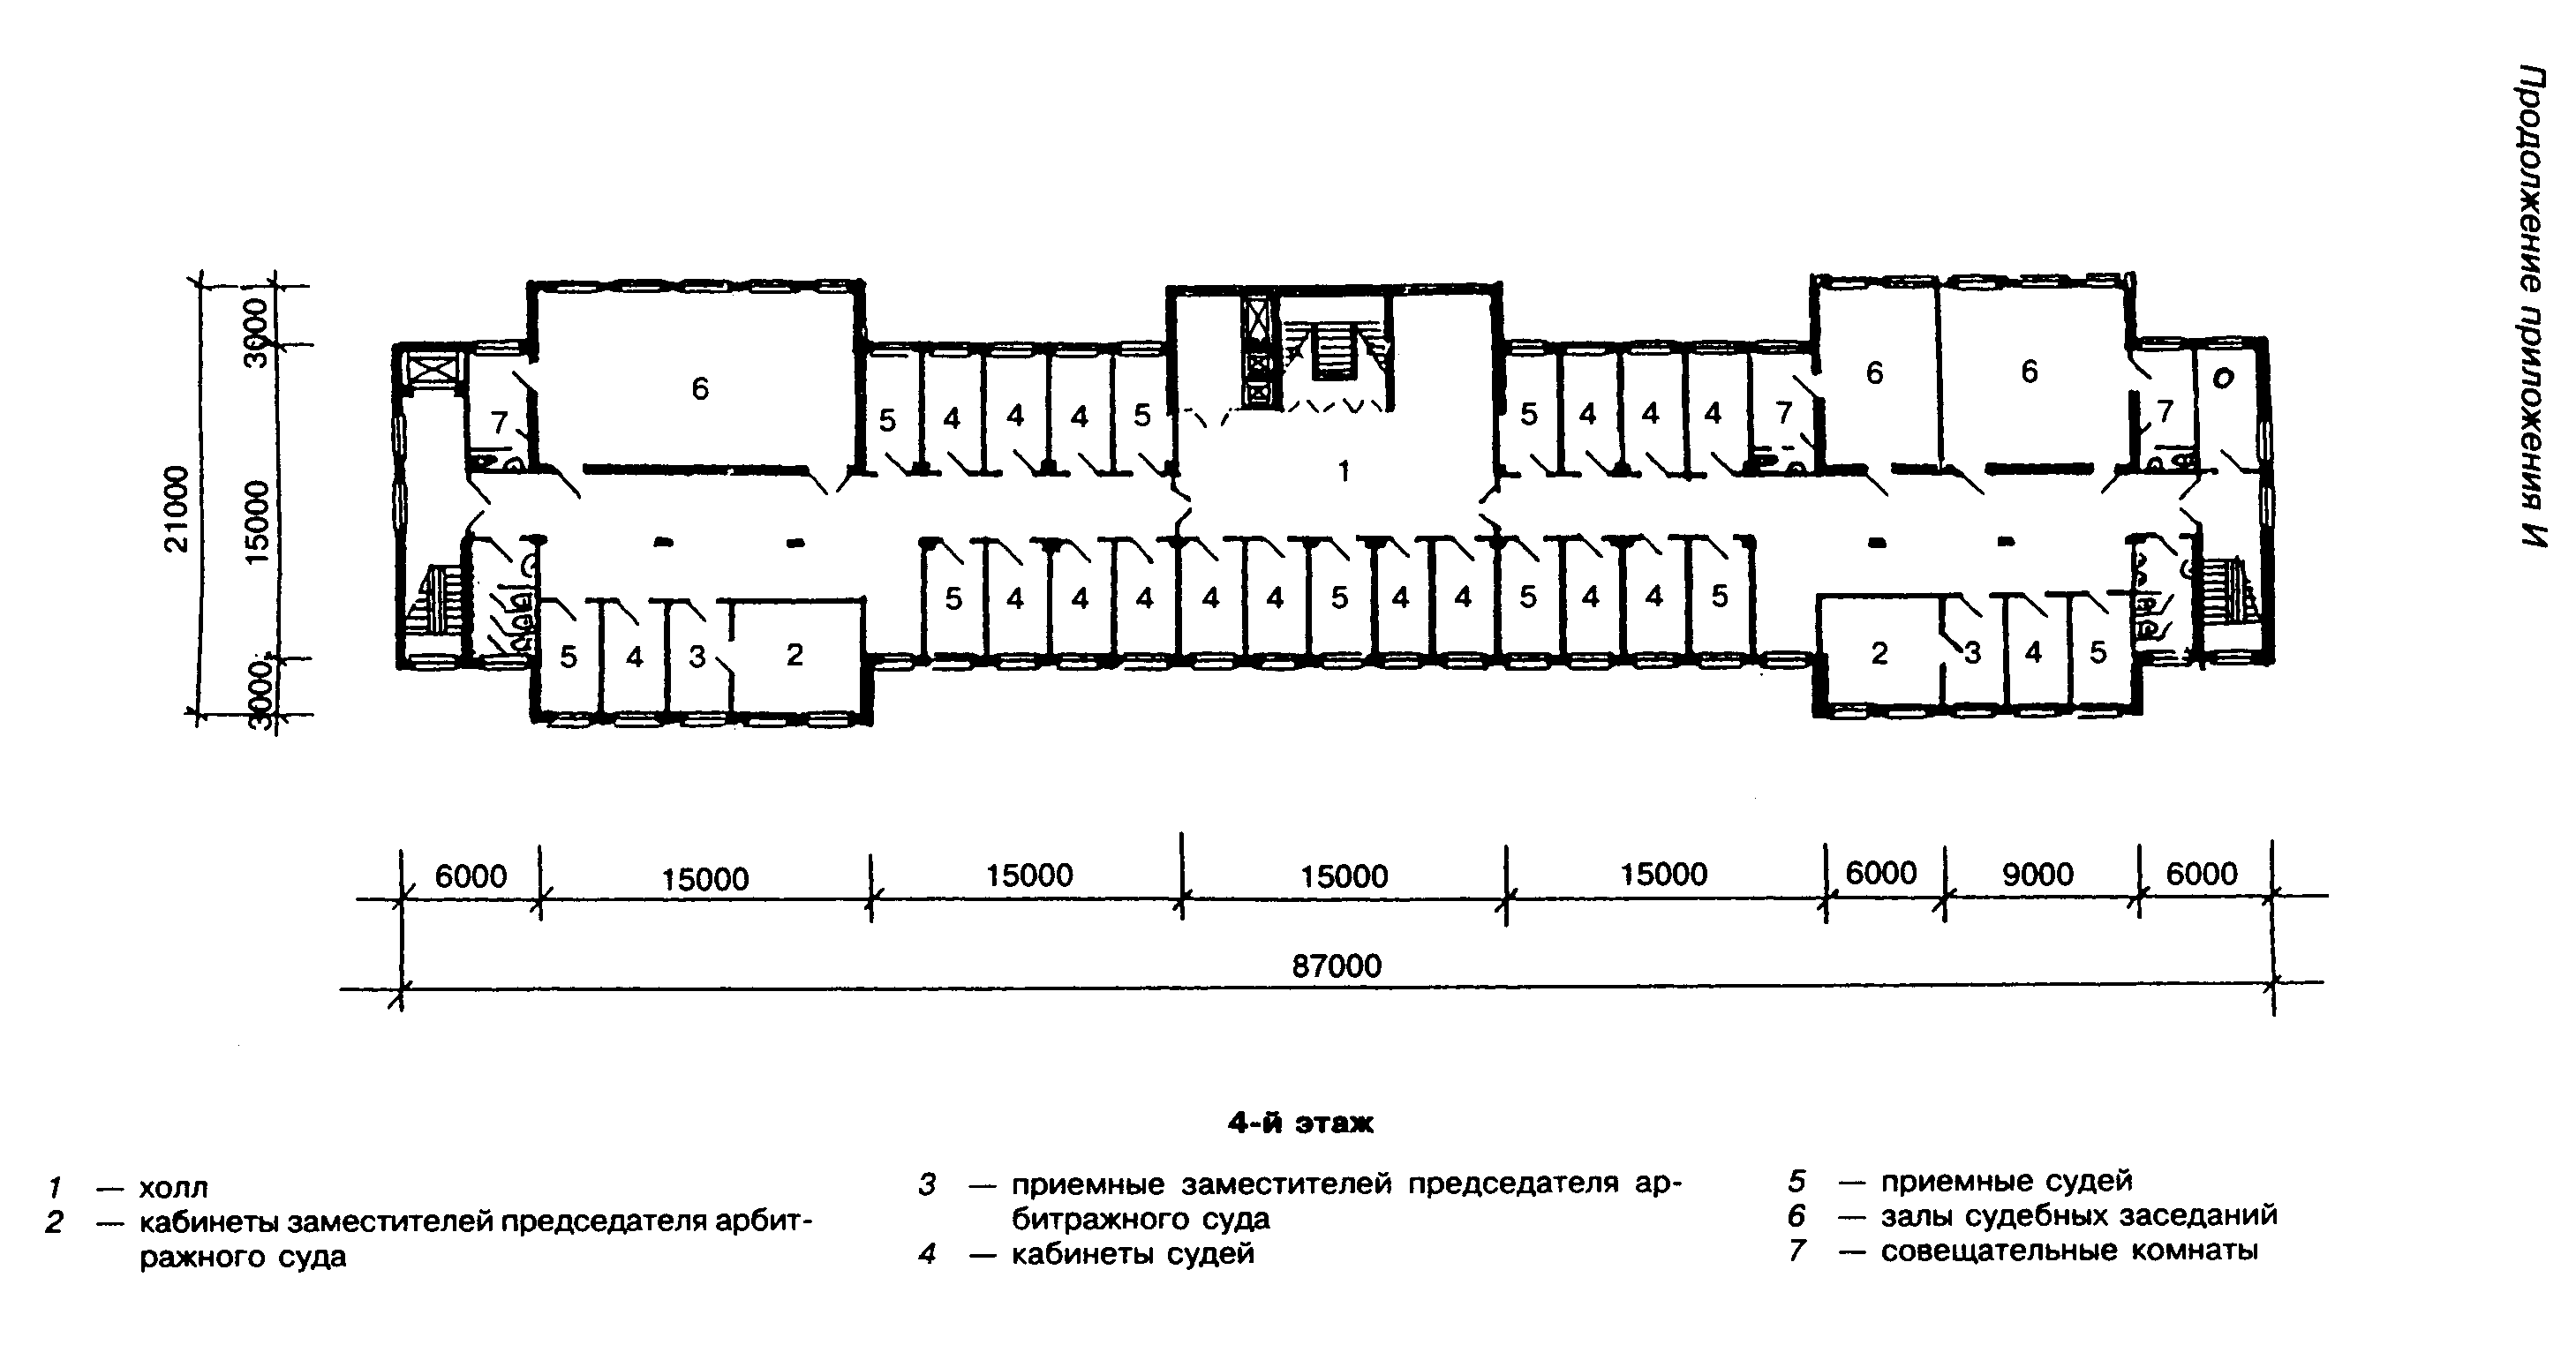 Продолжение приложения И
3000
21000
15000
3000
6 6 6
7 5 4 4 4 5 5 4 4 4 7 7
1
5 4 4 4 4 4 5 4 4 5 4 4 5
5 4 3 2 2 3 4 5
6000 15000 15000 15000 15000 6000 9000 6000
87000
4-й этаж
1 — холл
2 — кабинеты заместителей председателя арбит-
ражного суда
3 — приемные заместителей председателя ар-
битражного суда
4 — кабинеты судей
5 — приемные судей
6 — залы судебных заседаний
7 — совещательные комнаты